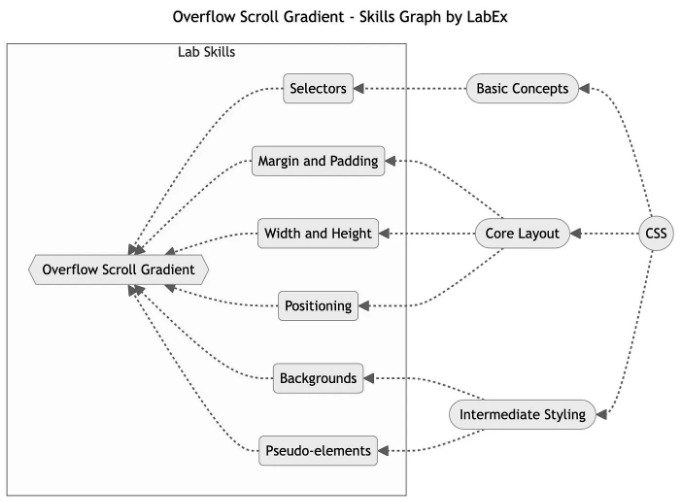 Overflow Scroll Gradient - Skills Graph by LabEx
Lab Skills
Selectors
Basic Concepts
Margin and Padding
Width and Height
Core Layout
CSS
Overflow Scroll Gradient
Positioning
Backgrounds
Intermediate Styling
Pseudo-elements